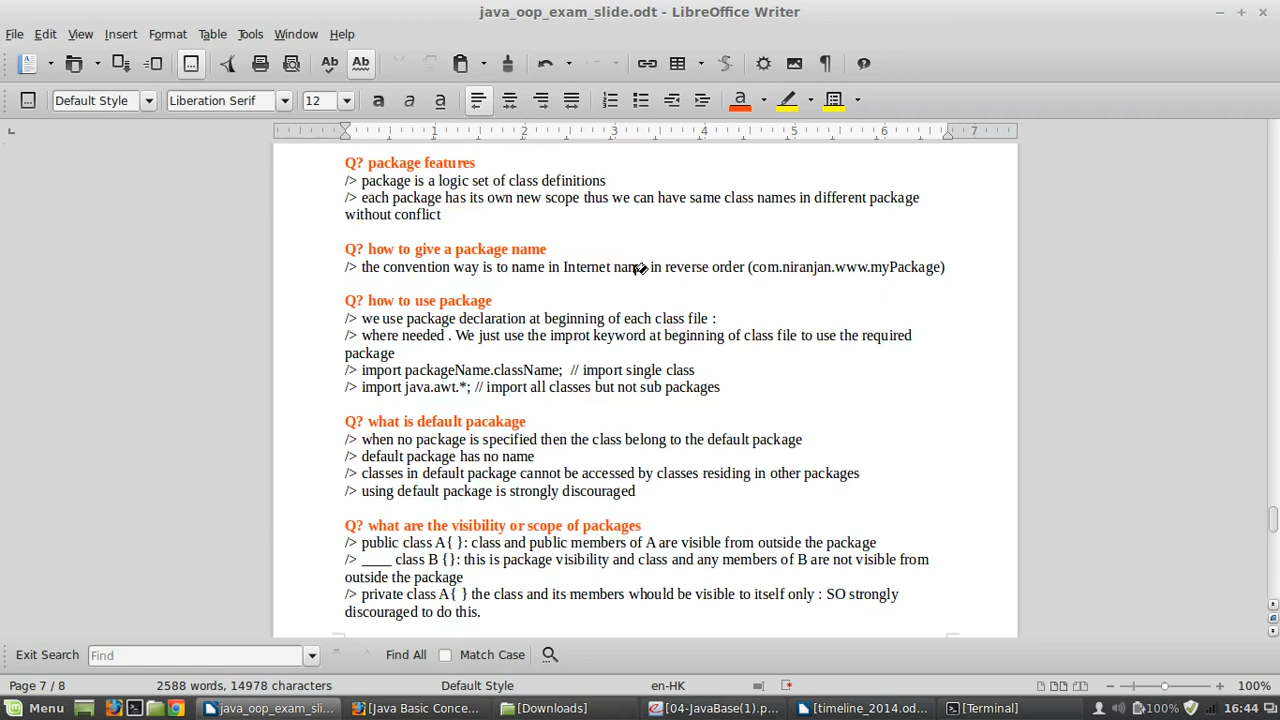 java_oop_exam_slide.odt - LibreOffice Writer
File Edit View Insert Format Table Tools Window Help
Default Style Liberation Serif 12
1 2 3 4 5 6 7
Q? package features
/> package is a logic set of class definitions
/> each package has its own new scope thus we can have same class names in different package
without conflict
Q? how to give a package name
/> the convention way is to name in Internet name in reverse order (com.niranjan.www.myPackage)
Q? how to use package
/> we use package declaration at beginning of each class file :
/> where needed . We just use the improt keyword at beginning of class file to use the required
package
/> import packageName.className;  // import single class
/> import java.awt.*; // import all classes but not sub packages
Q? what is default pacakage
/> when no package is specified then the class belong to the default package
/> default package has no name
/> classes in default package cannot be accessed by classes residing in other packages
/> using default package is strongly discouraged
Q? what are the visibility or scope of packages
/> public class A{ }: class and public members of A are visible from outside the package
/> ____ class B {}: this is package visibility and class and any members of B are not visible from
outside the package
/> private class A{ } the class and its members whould be visible to itself only : SO strongly
discouraged to do this.
Exit Search Find Find All Match Case
Page 7 / 8 2588 words, 14978 characters Default Style en-HK 100%
Menu java_oop_exam_sli... [Java Basic Conce... [Downloads] [04-JavaBase(1).p... [timeline_2014.od... [Terminal] 100% 16:44